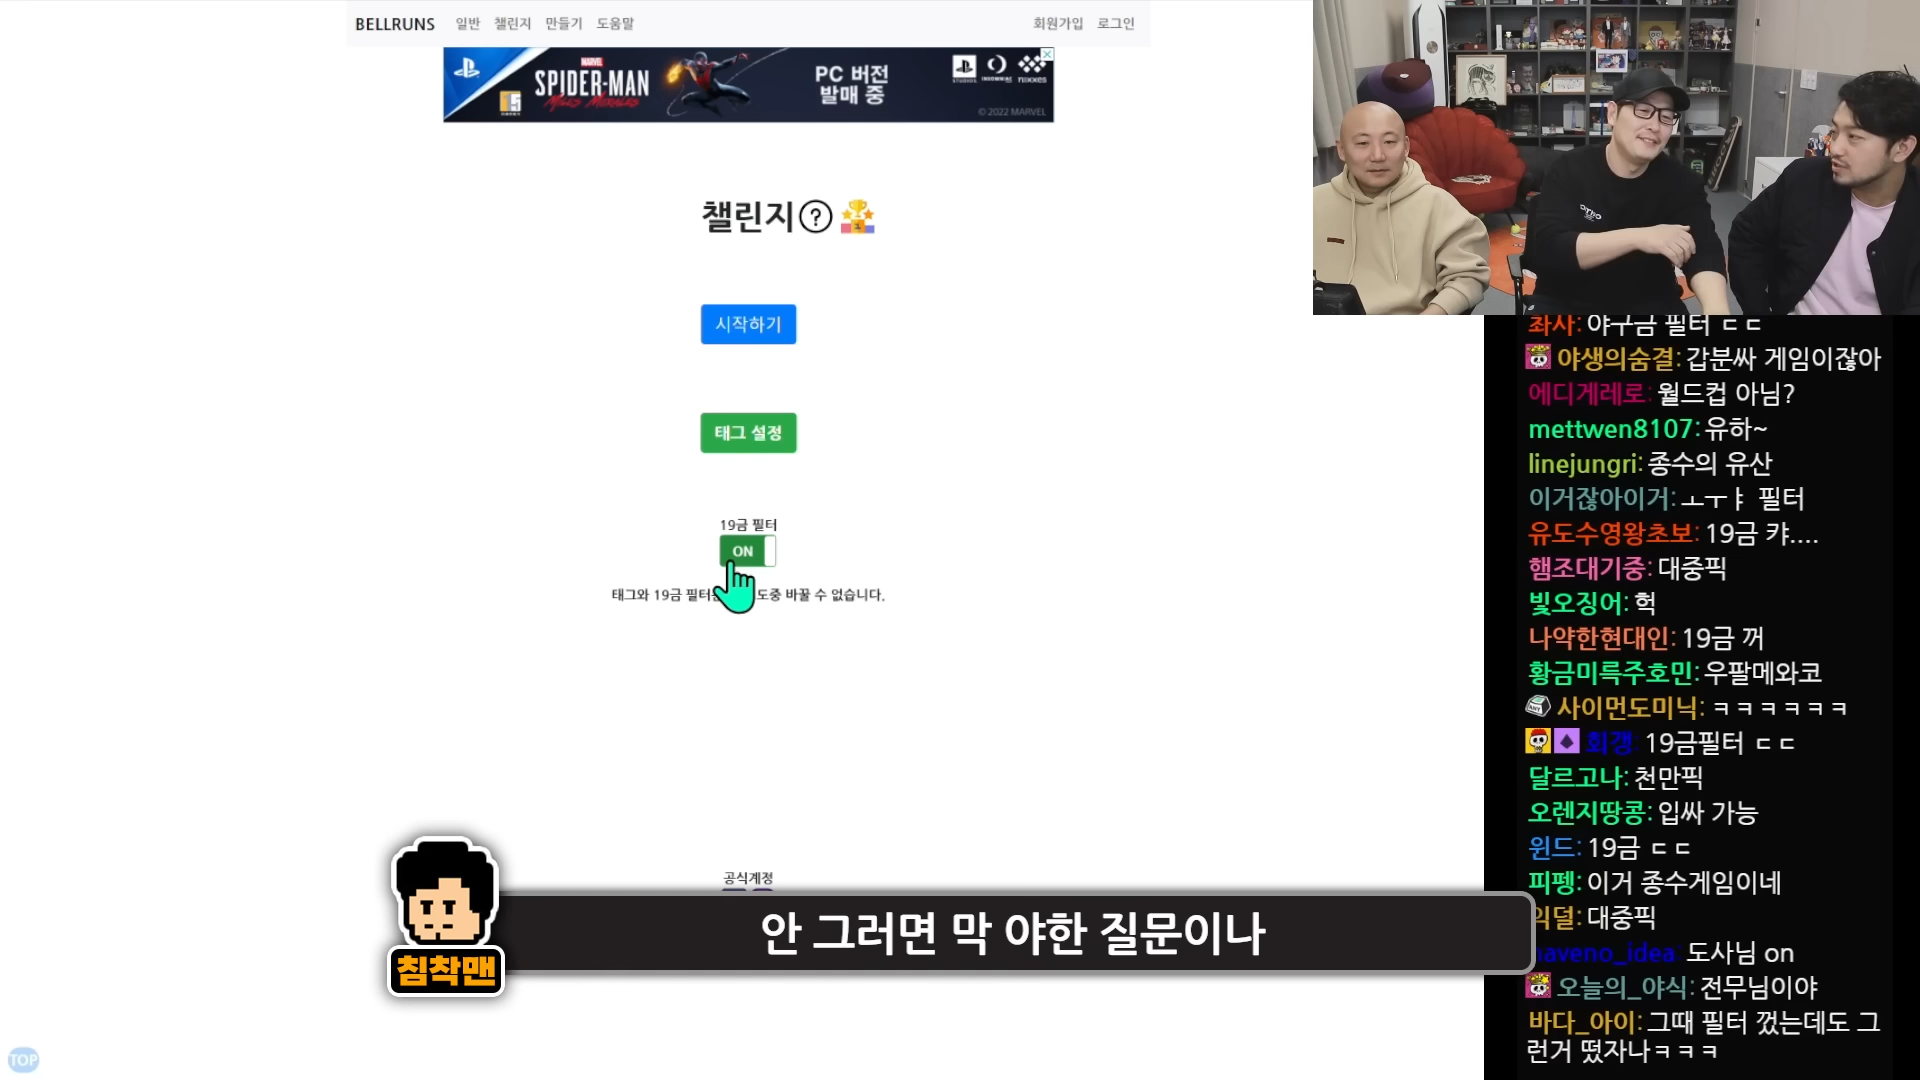 BELLRUNS 일반 챌린지 만들기 도움말 회원가입 로그인
MARVEL
SPIDER-MAN
MILES MORALES
PC 버전
발매 중
STUDIOS INSOMNIAC nixxes
© 2022 MARVEL
챌린지?
시작하기
태그 설정
19금 필터
ON
태그와 19금 필터 도중 바꿀 수 없습니다.
공식계정
침착맨
안 그러면 막 야한 질문이나
TOP
좌사: 야구금 필터 ㄷㄷ
야생의숨결: 갑분싸 게임이잖아
에디게레로: 월드컵 아님?
mettwen8107: 유하~
linejungri: 종수의 유산
이거잖아이거: ㅗㅜㅑ 필터
유도수영왕초보: 19금 캬....
햄조대기중: 대중픽
빛오징어: 헉
나약한현대인: 19금 꺼
황금미륵주호민: 우팔메와코
사이먼도미닉: ㅋㅋㅋㅋㅋㅋ
회갱: 19금필터 ㄷㄷ
달르고나: 천만픽
오렌지땅콩: 입싸 가능
윈드: 19금 ㄷㄷ
피펭: 이거 종수게임이네
익덜: 대중픽
naveno_idea: 도사님 on
오늘의_야식: 전무님이야
바다_아이: 그때 필터 껐는데도 그
런거 떴자나ㅋㅋㅋ